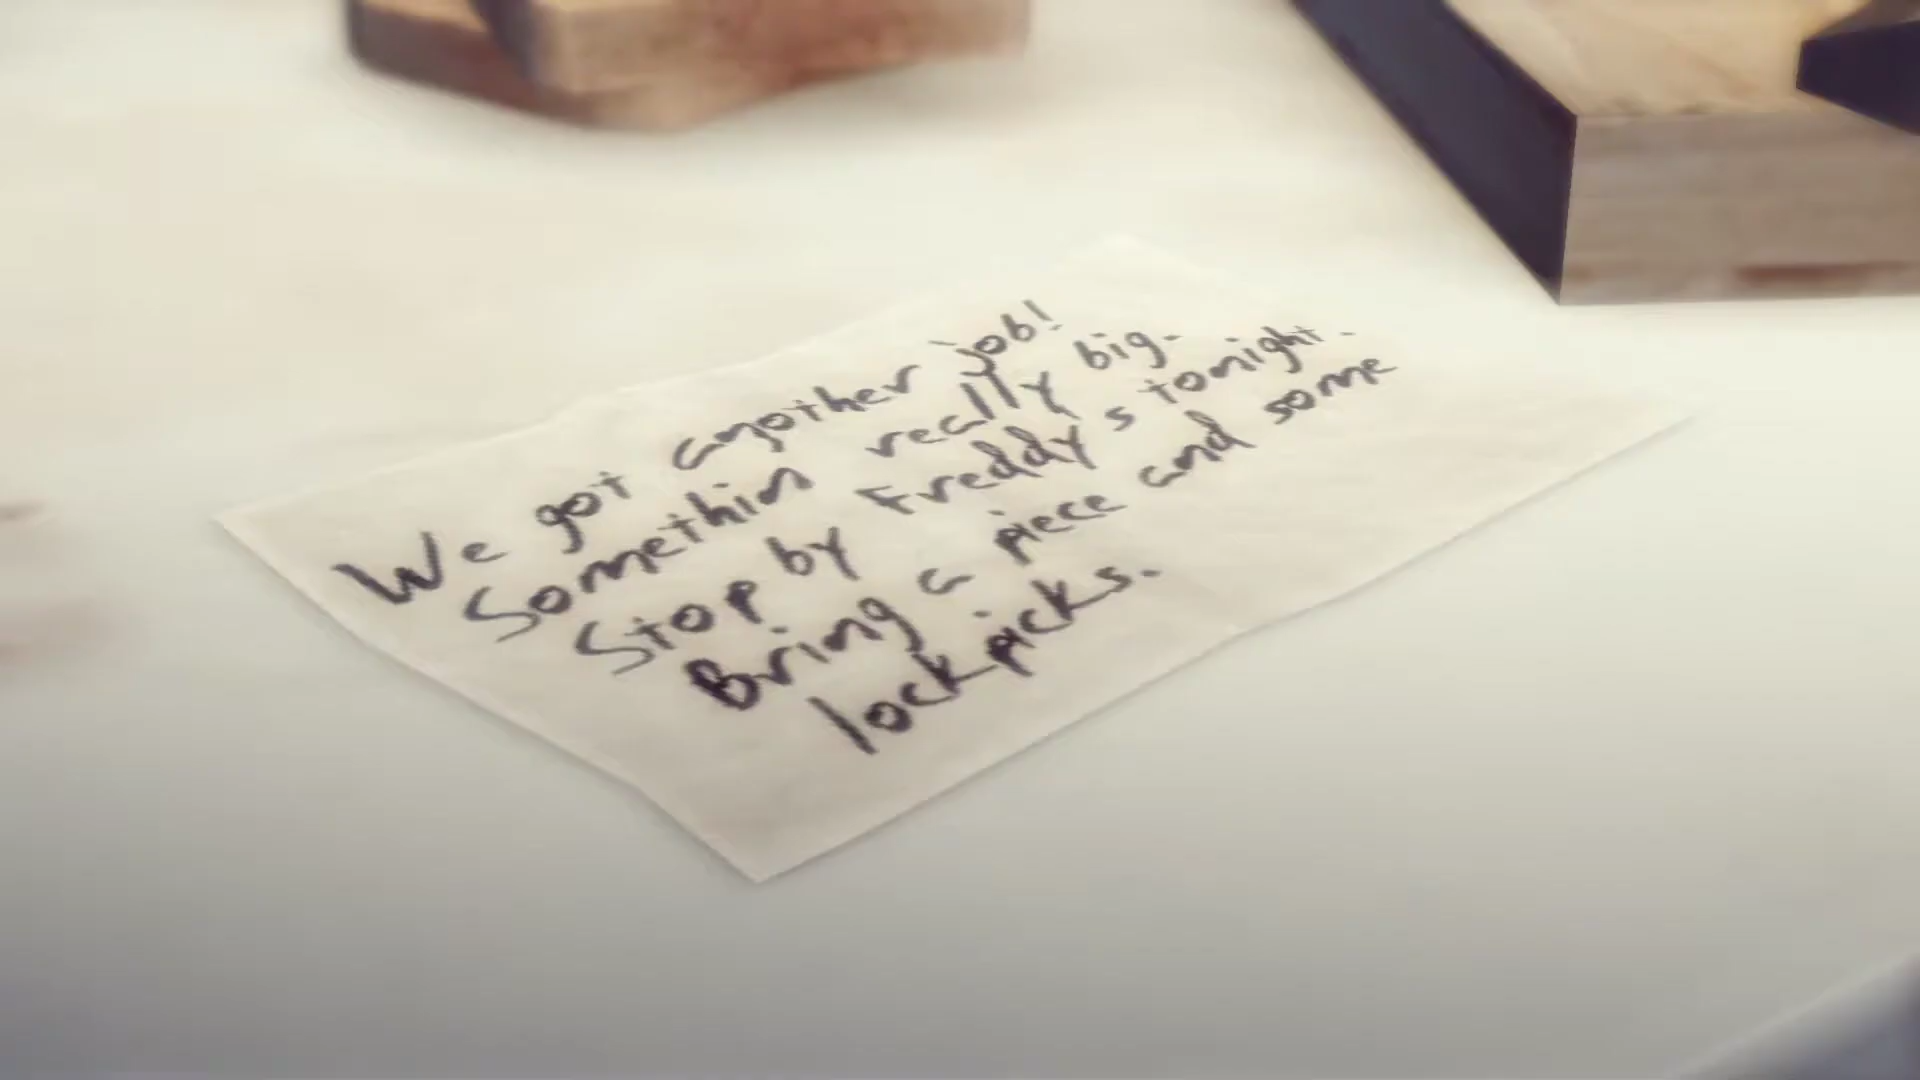 We got another job!
Somethin really big.
Stop by Freddy's tonight.
Bring a piece and some
lockpicks.